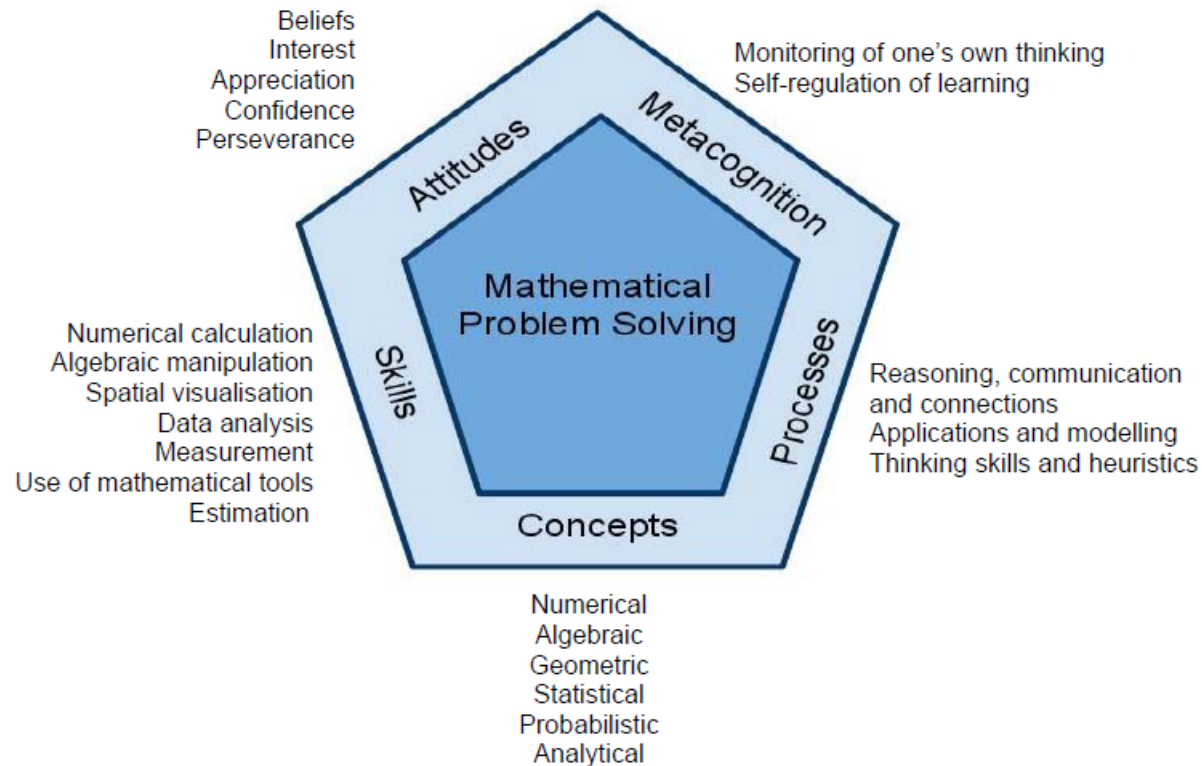 Beliefs
Interest
Appreciation
Confidence
Perseverance
Monitoring of one's own thinking
Self-regulation of learning
Attitudes
Metacognition
Mathematical
Problem Solving
Numerical calculation
Algebraic manipulation
Spatial visualisation
Data analysis
Measurement
Use of mathematical tools
Estimation
Skills
Processes
Reasoning, communication
and connections
Applications and modelling
Thinking skills and heuristics
Concepts
Numerical
Algebraic
Geometric
Statistical
Probabilistic
Analytical